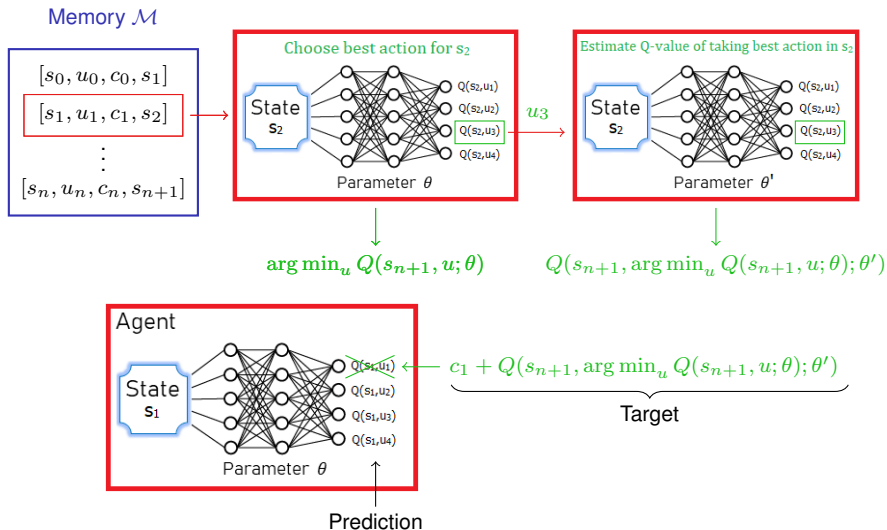 Memory ℳ
[s₀, u₀, c₀, s₁]
[s₁, u₁, c₁, s₂]
⋮
[sₙ, uₙ, cₙ, sₙ₊₁]
Choose best action for s₂
State
s₂
Q(s₂,u₁)
Q(s₂,u₂)
Q(s₂,u₃)
Q(s₂,u₄)
Parameter θ
u₃
Estimate Q-value of taking best action in s₂
State
s₂
Q(s₂,u₁)
Q(s₂,u₂)
Q(s₂,u₃)
Q(s₂,u₄)
Parameter θ'
arg minᵤ Q(sₙ₊₁, u; θ)
Q(sₙ₊₁, arg minᵤ Q(sₙ₊₁, u; θ); θ′)
Agent
State
s₁
Q(s₁,u₁)
Q(s₁,u₂)
Q(s₁,u₃)
Q(s₁,u₄)
Parameter θ
c₁ + Q(sₙ₊₁, arg minᵤ Q(sₙ₊₁, u; θ); θ′)
Target
Prediction